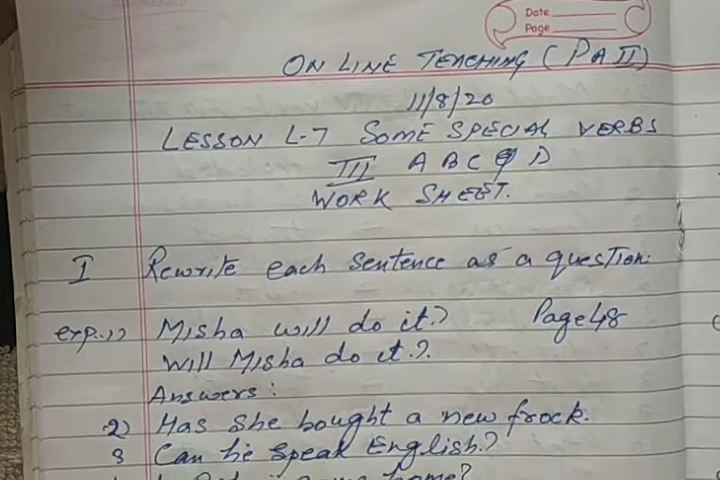 Date
Page
ON LINE TEACHING (PA II)
11/8/20
LESSON L-7 SOME SPECIAL VERBS
III A B C D
WORK SHEET.
I Rewrite each sentence as a question.
exp..1) Misha will do it.? Page 48
Will Misha do it.?.
Answers:
2) Has she bought a new frock.
3 Can he speak English.?
home?